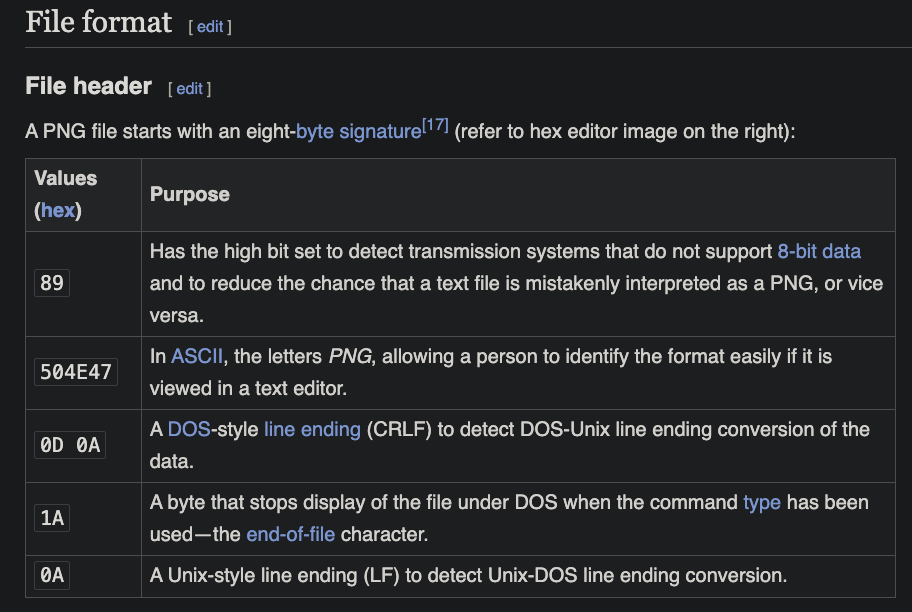 File format [ edit ]
File header [ edit ]
A PNG file starts with an eight-byte signature[17] (refer to hex editor image on the right):
Values
(hex)
Purpose
89
Has the high bit set to detect transmission systems that do not support 8-bit data
and to reduce the chance that a text file is mistakenly interpreted as a PNG, or vice
versa.
504E47
In ASCII, the letters PNG, allowing a person to identify the format easily if it is
viewed in a text editor.
0D 0A
A DOS-style line ending (CRLF) to detect DOS-Unix line ending conversion of the
data.
1A
A byte that stops display of the file under DOS when the command type has been
used—the end-of-file character.
0A
A Unix-style line ending (LF) to detect Unix-DOS line ending conversion.